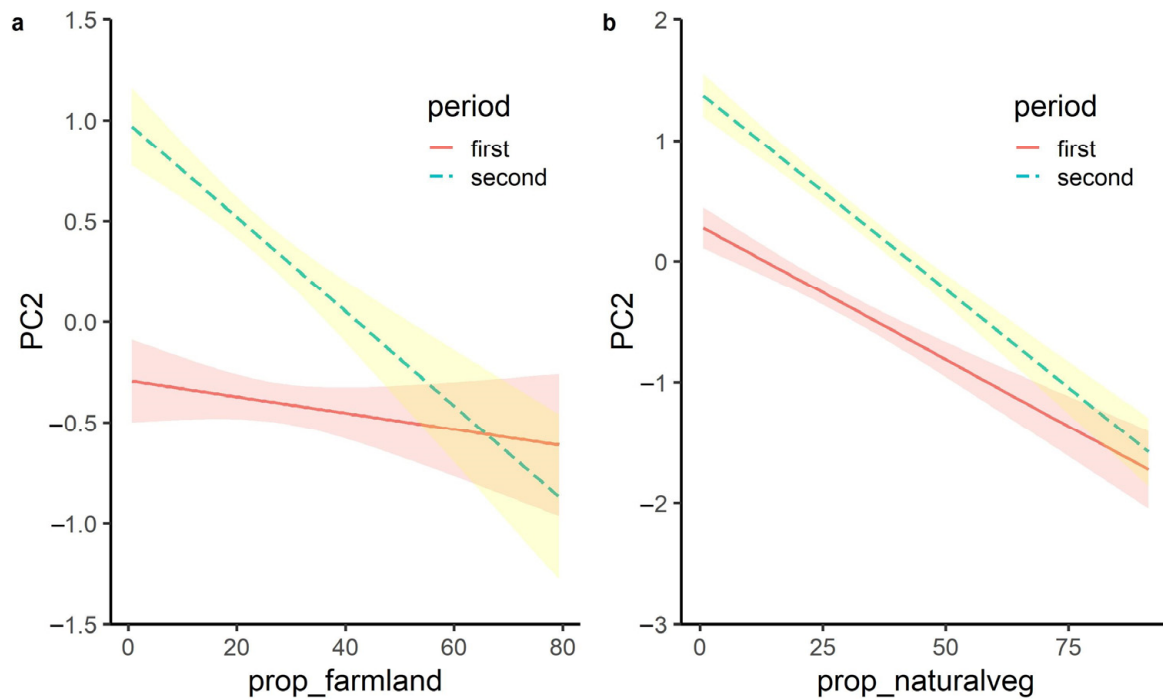 a
1.5
1.0
0.5
0.0
−0.5
−1.0
−1.5
PC2
period
first
second
0
20
40
60
80
prop_farmland
b
2
1
0
−1
−2
−3
PC2
period
first
second
0
25
50
75
prop_naturalveg